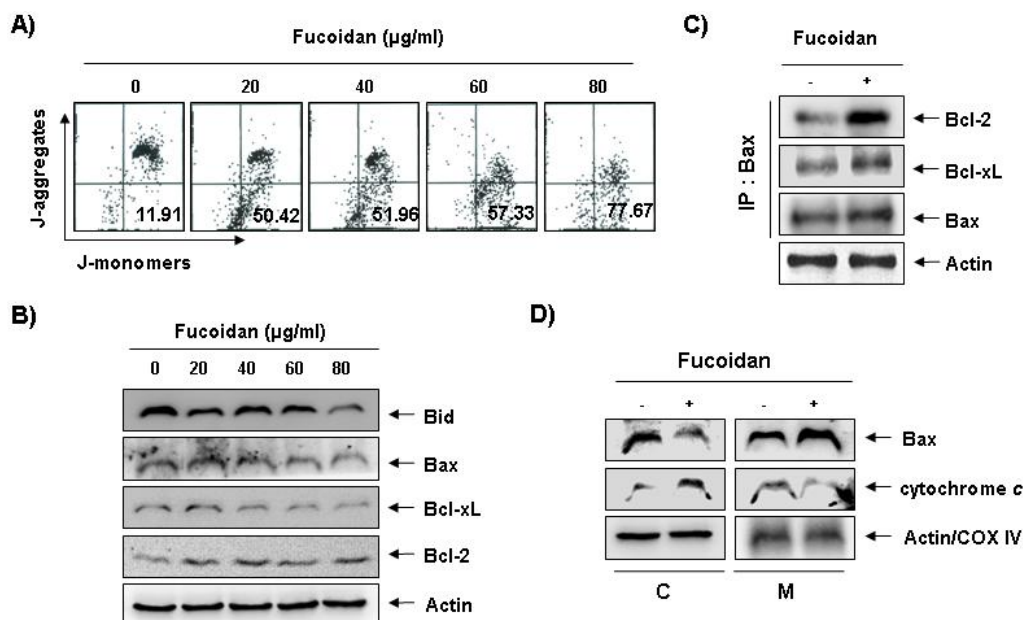 A)
Fucoidan (µg/ml)
0 20 40 60 80
J-aggregates
11.91 50.42 51.96 57.33 77.67
J-monomers
B)
Fucoidan (µg/ml)
0 20 40 60 80
Bid
Bax
Bcl-xL
Bcl-2
Actin
C)
Fucoidan
- +
IP : Bax
Bcl-2
Bcl-xL
Bax
Actin
D)
Fucoidan
- + - +
Bax
cytochrome c
Actin/COX IV
C M